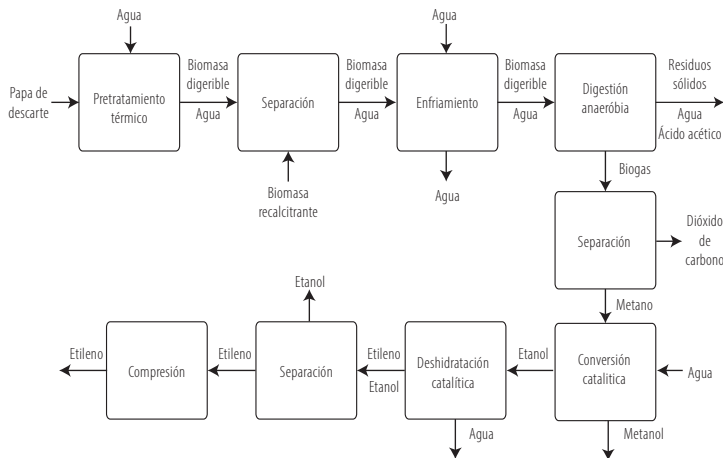 Agua
Agua
Papa de
descarte
Pretratamiento
térmico
Biomasa
digerible
Agua
Separación
Biomasa
recalcitrante
Biomasa
digerible
Agua
Enfriamiento
Agua
Biomasa
digerible
Agua
Digestión
anaeróbia
Residuos
sólidos
Agua
Ácido acético
Biogas
Separación
Dióxido
de
carbono
Metano
Conversión
catalitica
Agua
Metanol
Etanol
Deshidratación
catalítica
Agua
Etileno
Etanol
Separación
Etanol
Etileno
Compresión
Etileno